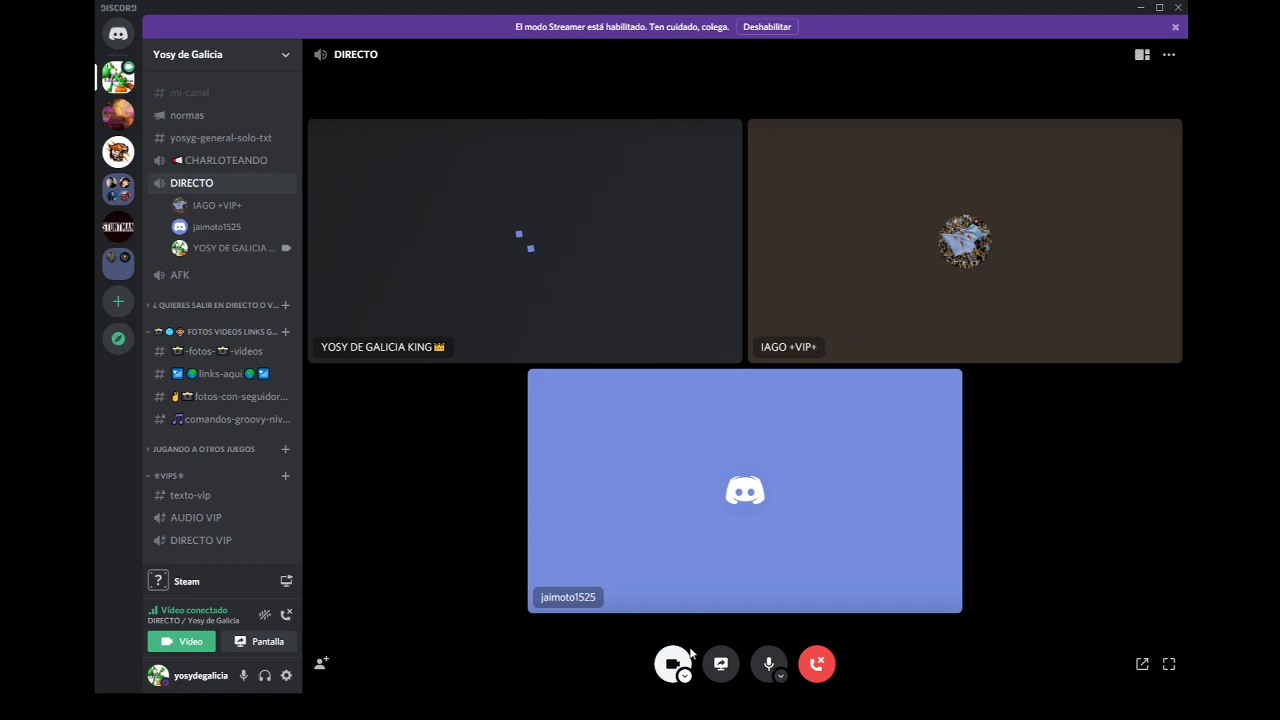 DISCORD
El modo Streamer está habilitado. Ten cuidado, colega.
Deshabilitar
Yosy de Galicia
mi-canal
normas
yosyg-general-solo-txt
CHARLOTEANDO
DIRECTO
IAGO +VIP+
jaimoto1525
YOSY DE GALICIA ...
AFK
¿ QUIERES SALIR EN DIRECTO O V...
FOTOS VIDEOS LINKS G...
-fotos-📷-videos
links-aqui
fotos-con-seguidor...
comandos-groovy-niv...
JUGANDO A OTROS JUEGOS
✳VIPS✳
texto-vip
AUDIO VIP
DIRECTO VIP
? Steam
Vídeo conectado
DIRECTO / Yosy de Galicia
Vídeo
Pantalla
yosydegalicia
DIRECTO
YOSY DE GALICIA KING👑
IAGO +VIP+
jaimoto1525
STUNTMAN